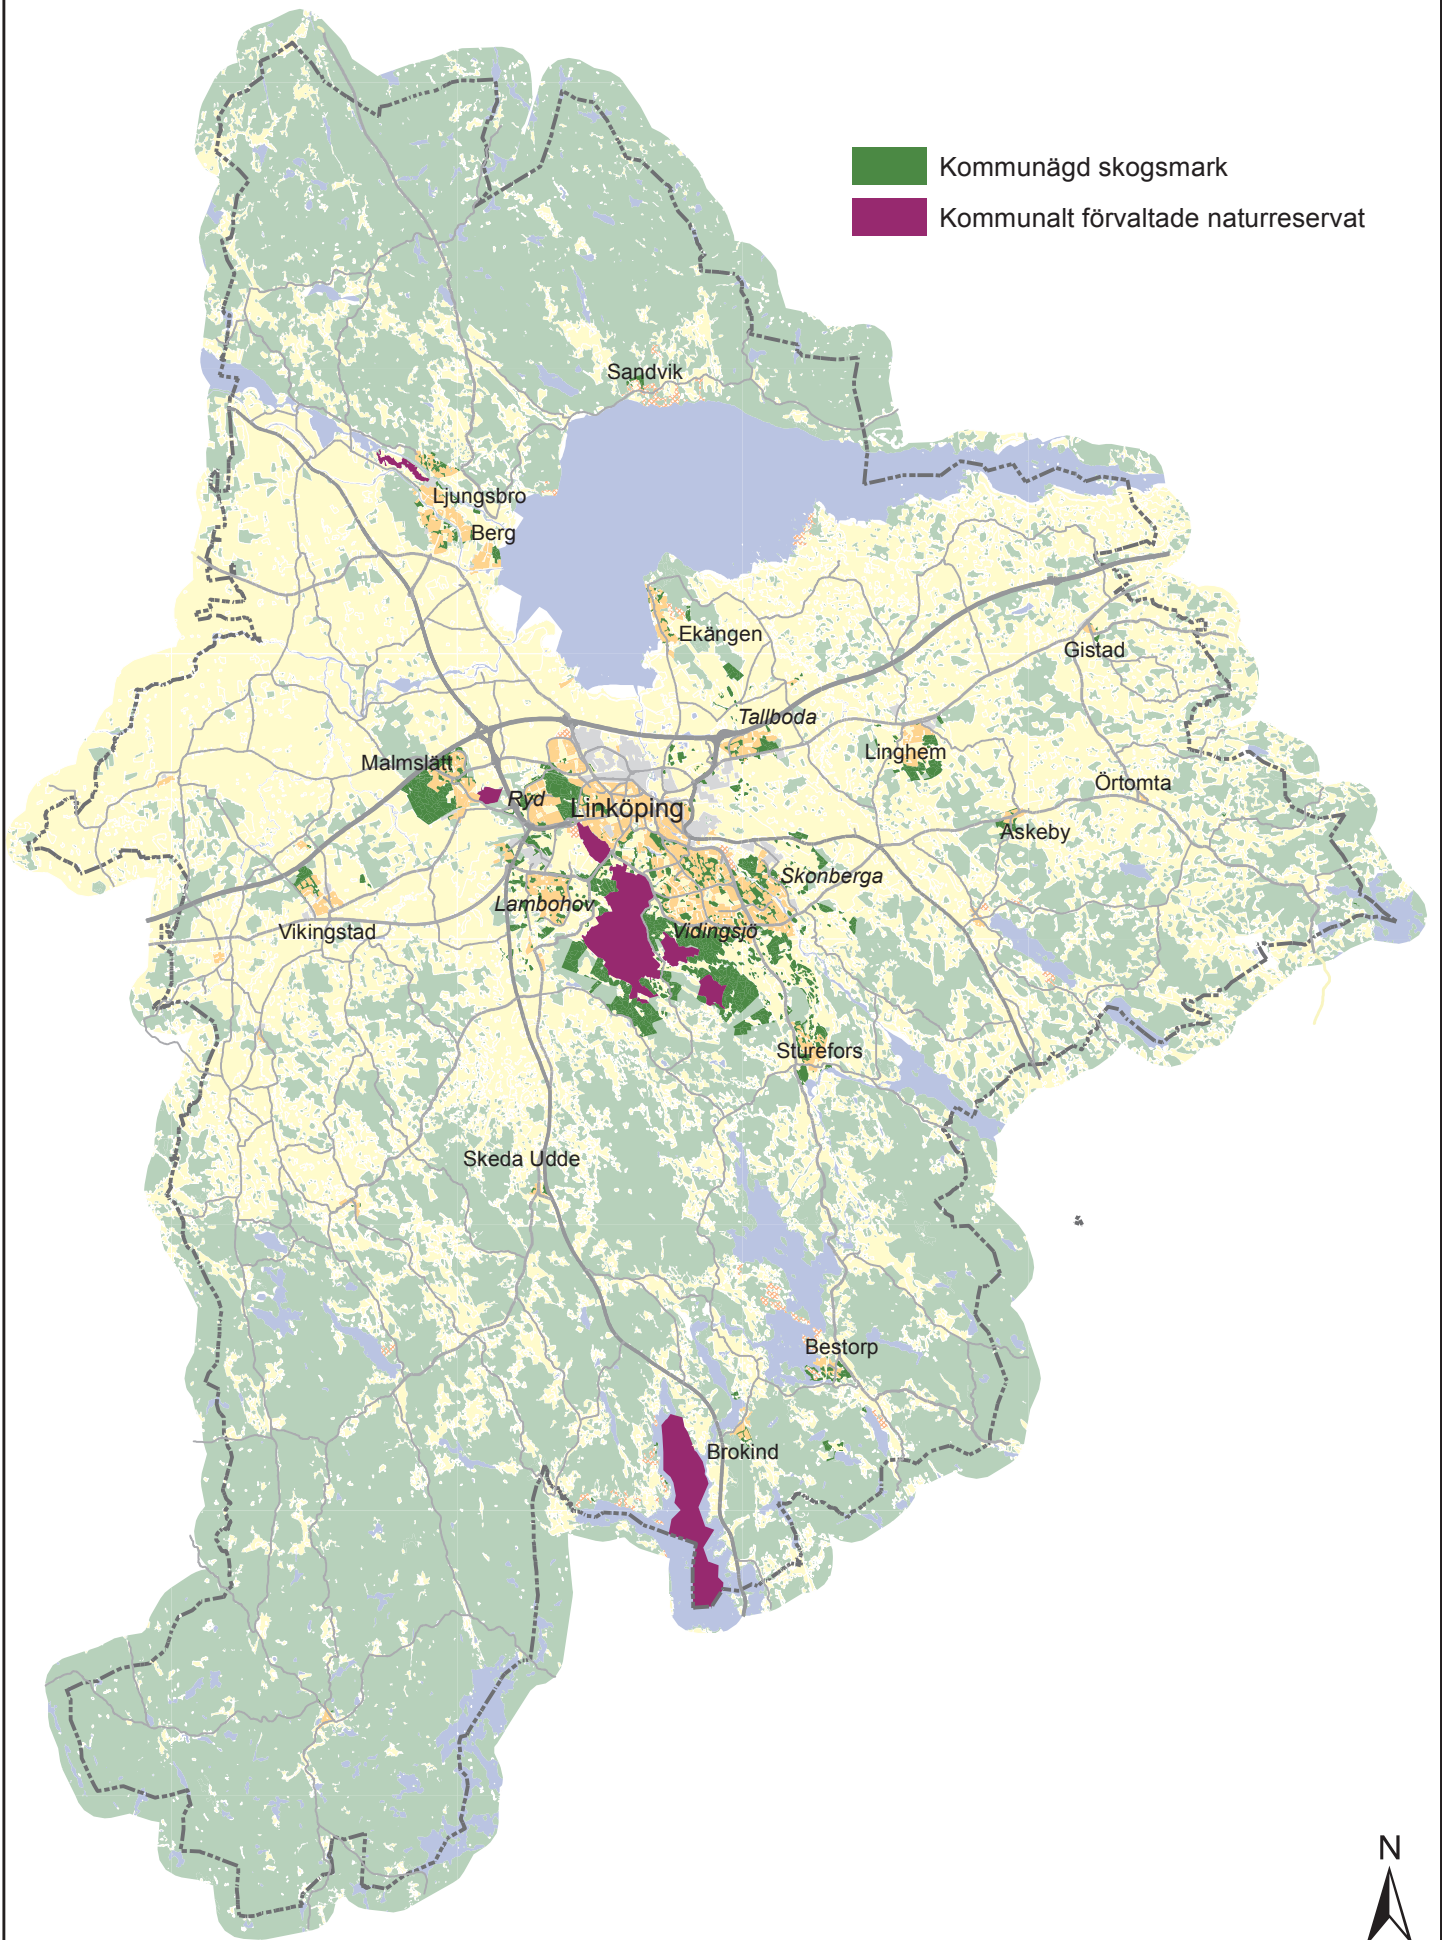 Kommunägd skogsmark
Kommunalt förvaltade naturreservat
Sandvik
Ljungsbro
Berg
Ekängen
Gistad
Tallboda
Linghem
Malmslätt
Örtomta
Ryd
Linköping
Askeby
Skonberga
Lambohov
Vidingsjö
Vikingstad
Sturefors
Skeda Udde
Bestorp
Brokind
N